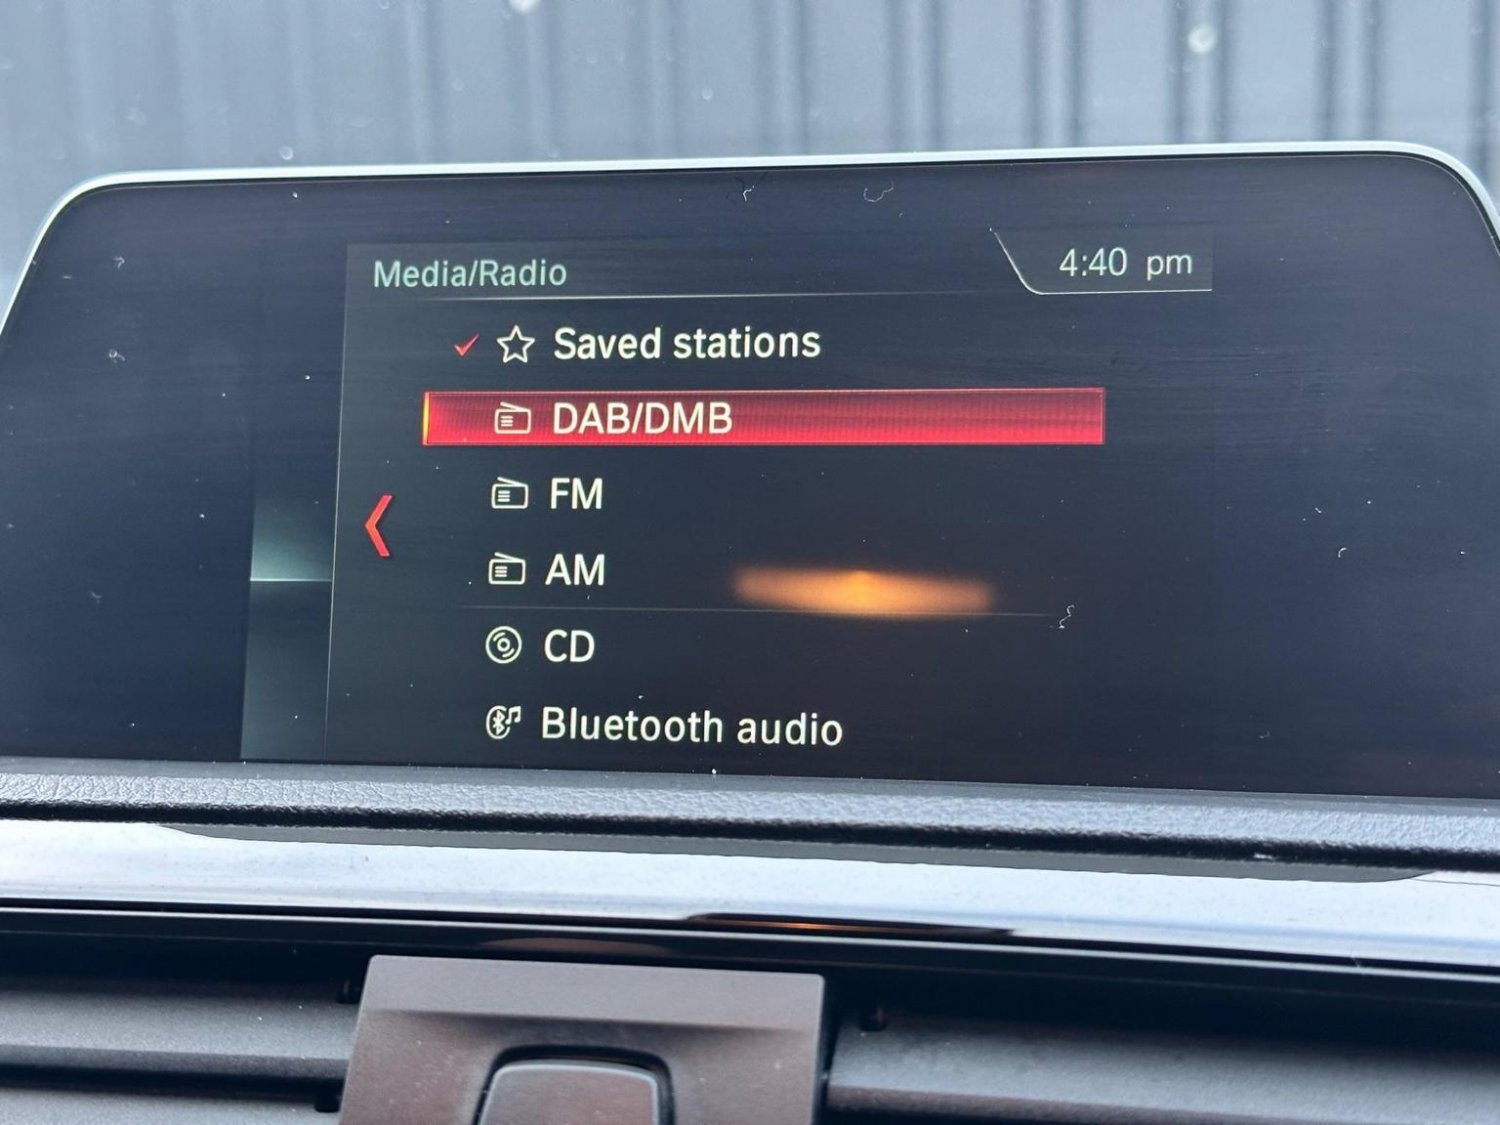 Media/Radio
4:40 pm
Saved stations
DAB/DMB
FM
AM
CD
Bluetooth audio